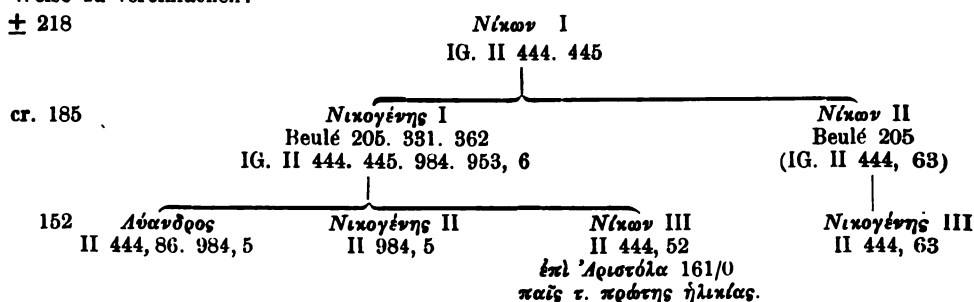 ± 218 Νίκων I
IG. II 444. 445
cr. 185 Νικογένης I Νίκων II
Beulé 205. 331. 362 Beulé 205
IG. II 444. 445. 984. 953, 6 (IG. II 444, 63)
152 Λύανδρος Νικογένης II Νίκων III Νικογένης III
II 444, 86. 984, 5 II 984, 5 II 444, 52 II 444, 63
ἐπὶ Ἀριστόλα 161/0
παῖς τ. πρώτης ἡλικίας.